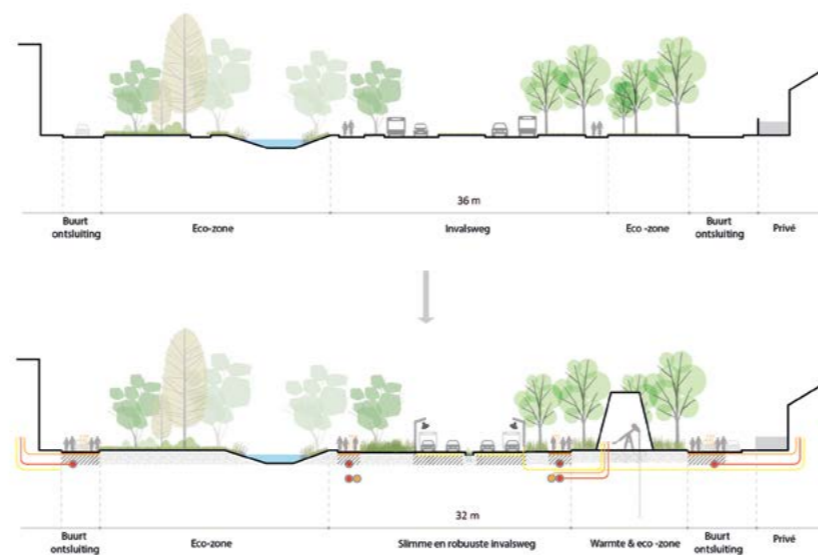 36 m
Buurt
ontsluiting
Eco-zone
Invalsweg
Eco -zone
Buurt
ontsluiting
Privé
32 m
Buurt
ontsluiting
Eco-zone
Slimme en robuuste invalsweg
Warmte & eco -zone
Buurt
ontsluiting
Privé